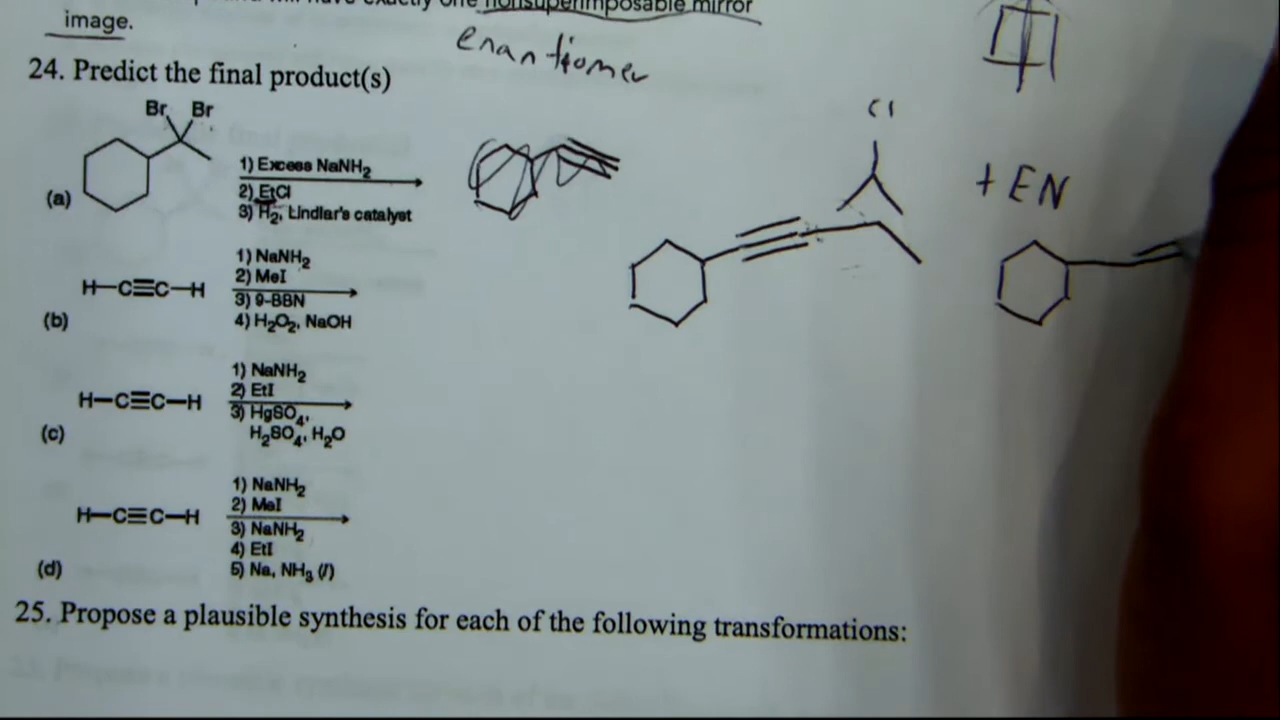 nonsuperimposable mirror
image.
enantiomer
24. Predict the final product(s)
Br Br
1) Excess NaNH2
2) EtCl
3) H2, Lindlar's catalyst
(a)
Cl
+ EN
H-C≡C-H
1) NaNH2
2) MeI
3) 9-BBN
4) H2O2, NaOH
(b)
H-C≡C-H
1) NaNH2
2) EtI
3) HgSO4,
H2SO4, H2O
(c)
H-C≡C-H
1) NaNH2
2) MeI
3) NaNH2
4) EtI
5) Na, NH3 (l)
(d)
25. Propose a plausible synthesis for each of the following transformations: